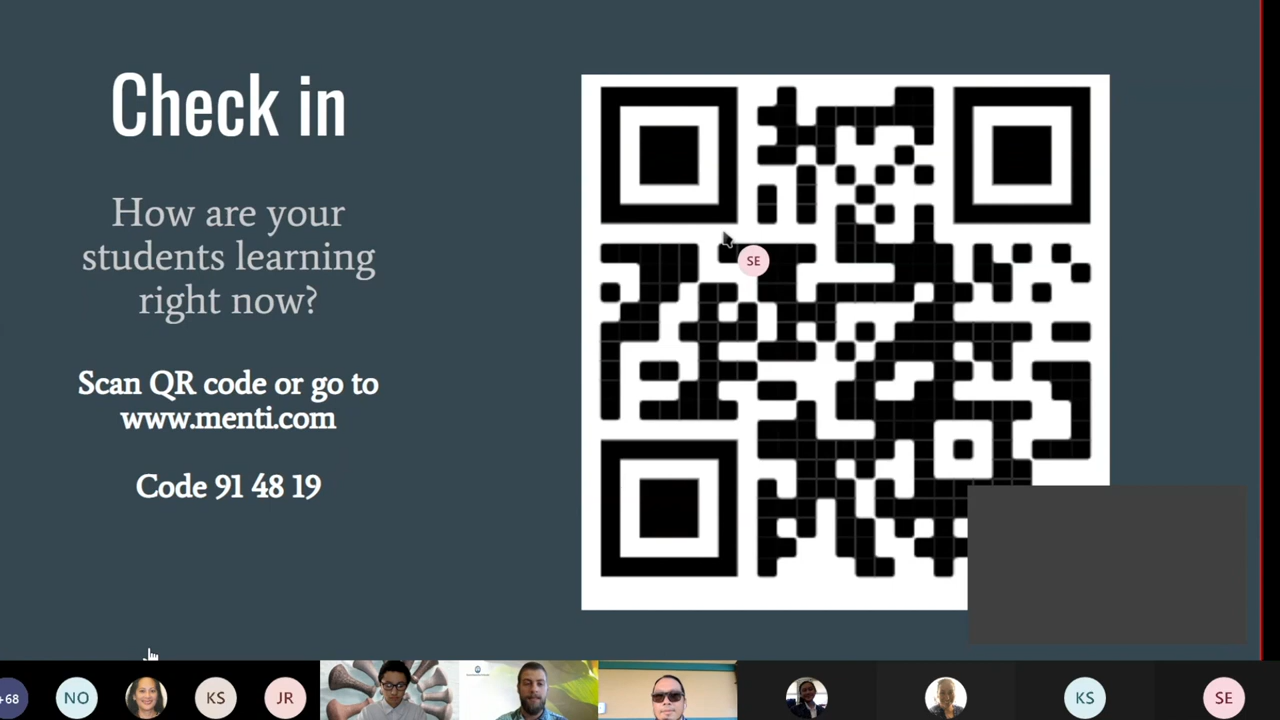 Check in
How are your
students learning
right now?
Scan QR code or go to
www.menti.com
Code 91 48 19
SE
+68
NO
KS
JR
KS
SE